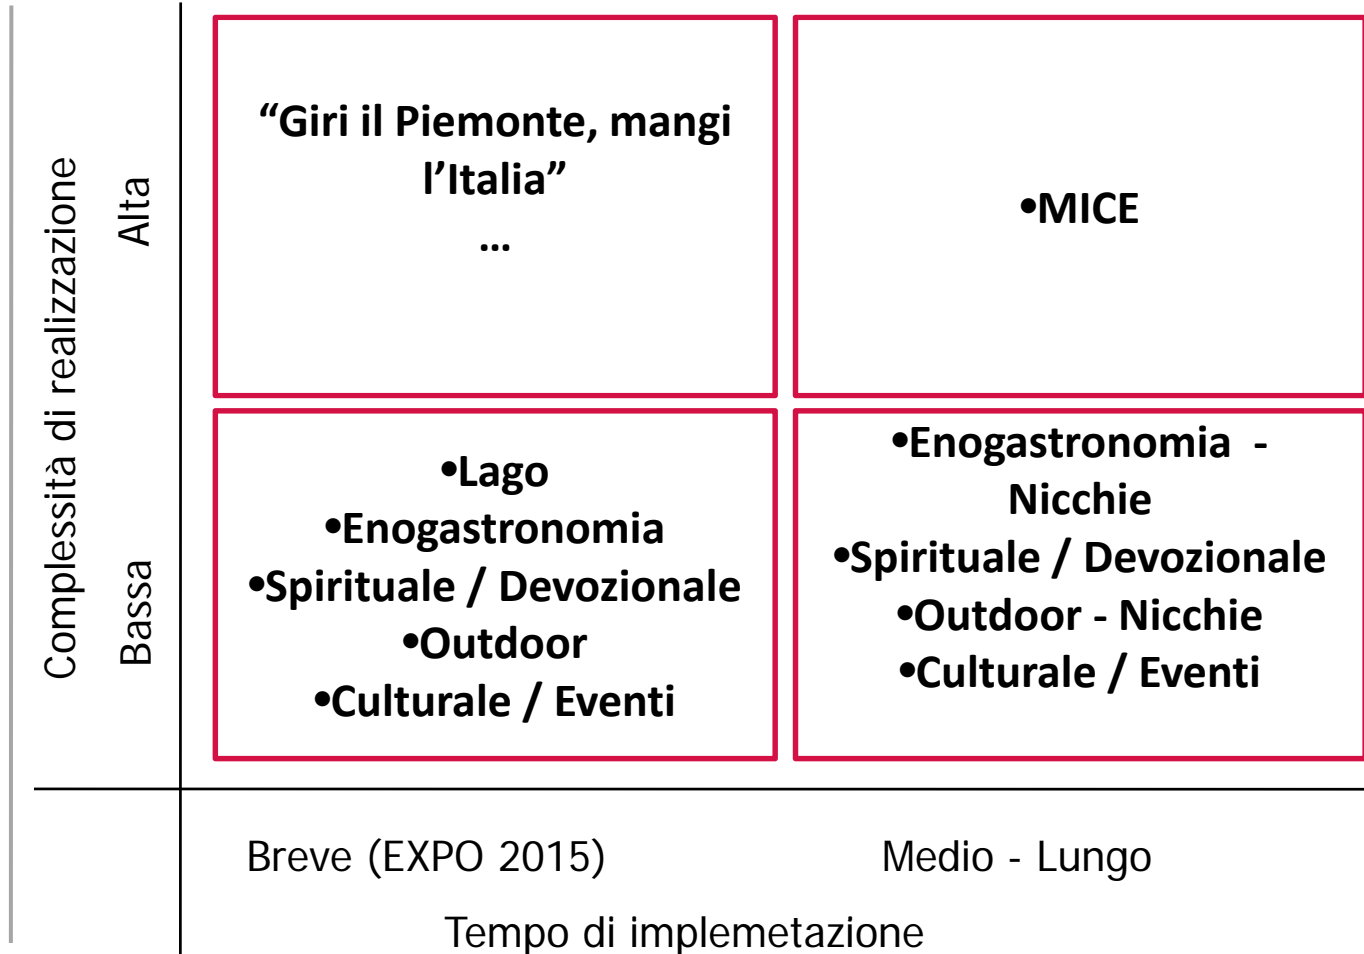 Complessità di realizzazione
Alta
Bassa
“Giri il Piemonte, mangi
l’Italia”
…
•MICE
•Lago
•Enogastronomia
•Spirituale / Devozionale
•Outdoor
•Culturale / Eventi
•Enogastronomia -
Nicchie
•Spirituale / Devozionale
•Outdoor - Nicchie
•Culturale / Eventi
Breve (EXPO 2015)
Medio - Lungo
Tempo di implemetazione